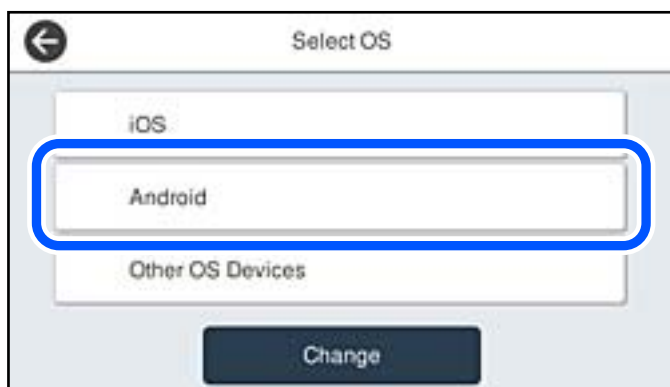 Select OS
iOS
Android
Other OS Devices
Change